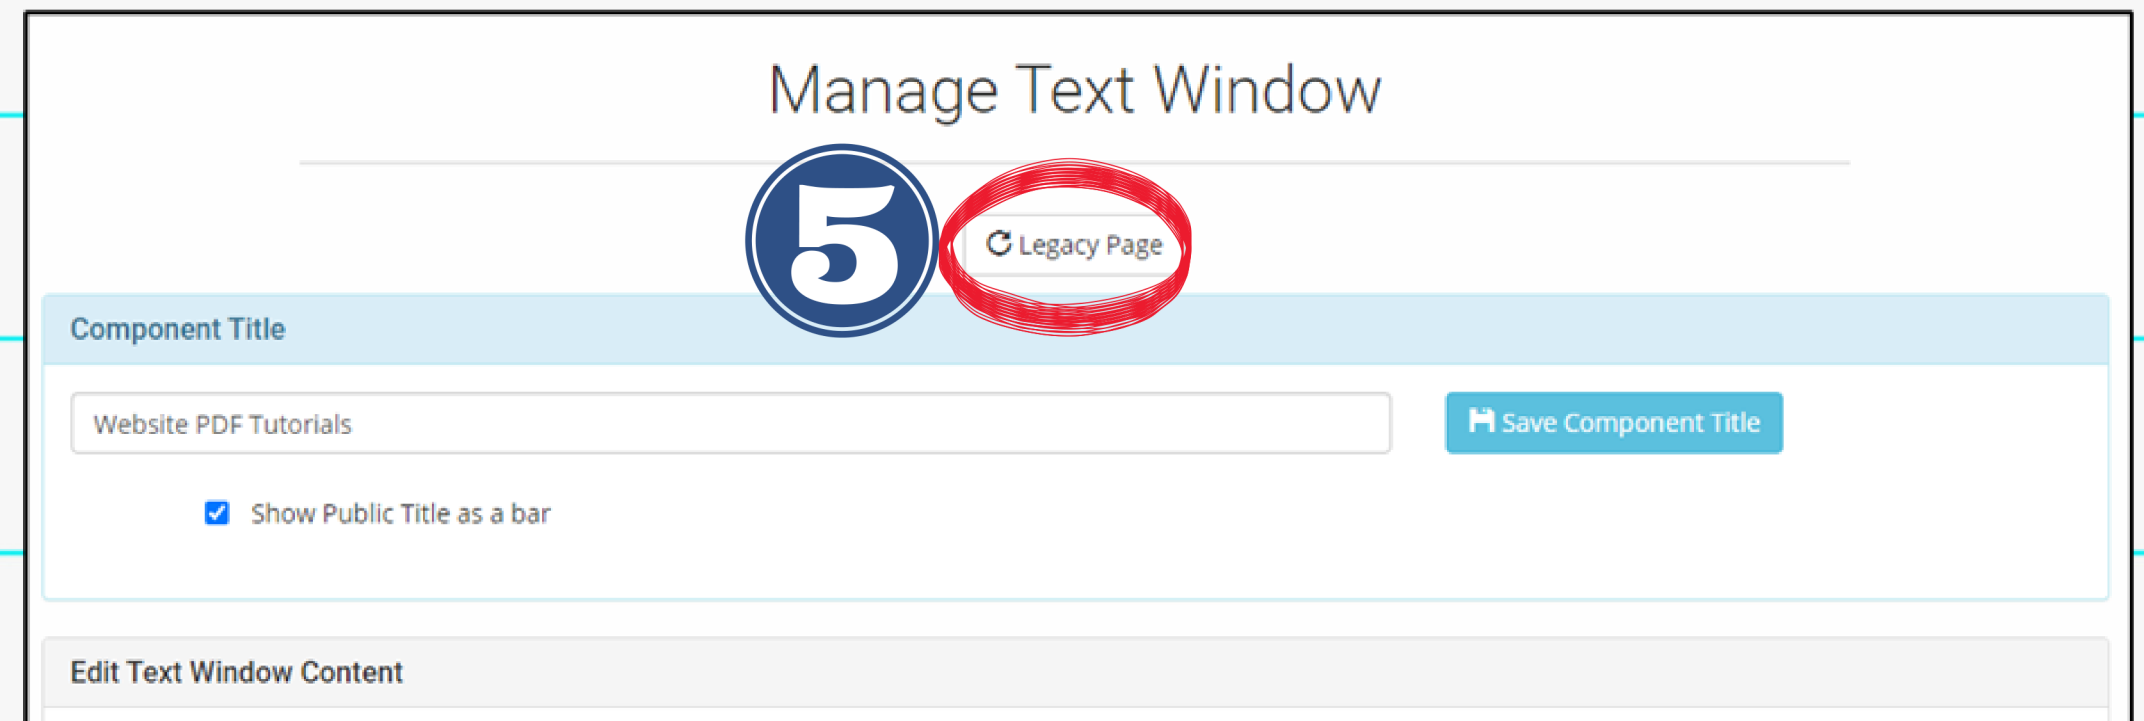 Manage Text Window
5
Legacy Page
Component Title
Website PDF Tutorials
Save Component Title
Show Public Title as a bar
Edit Text Window Content